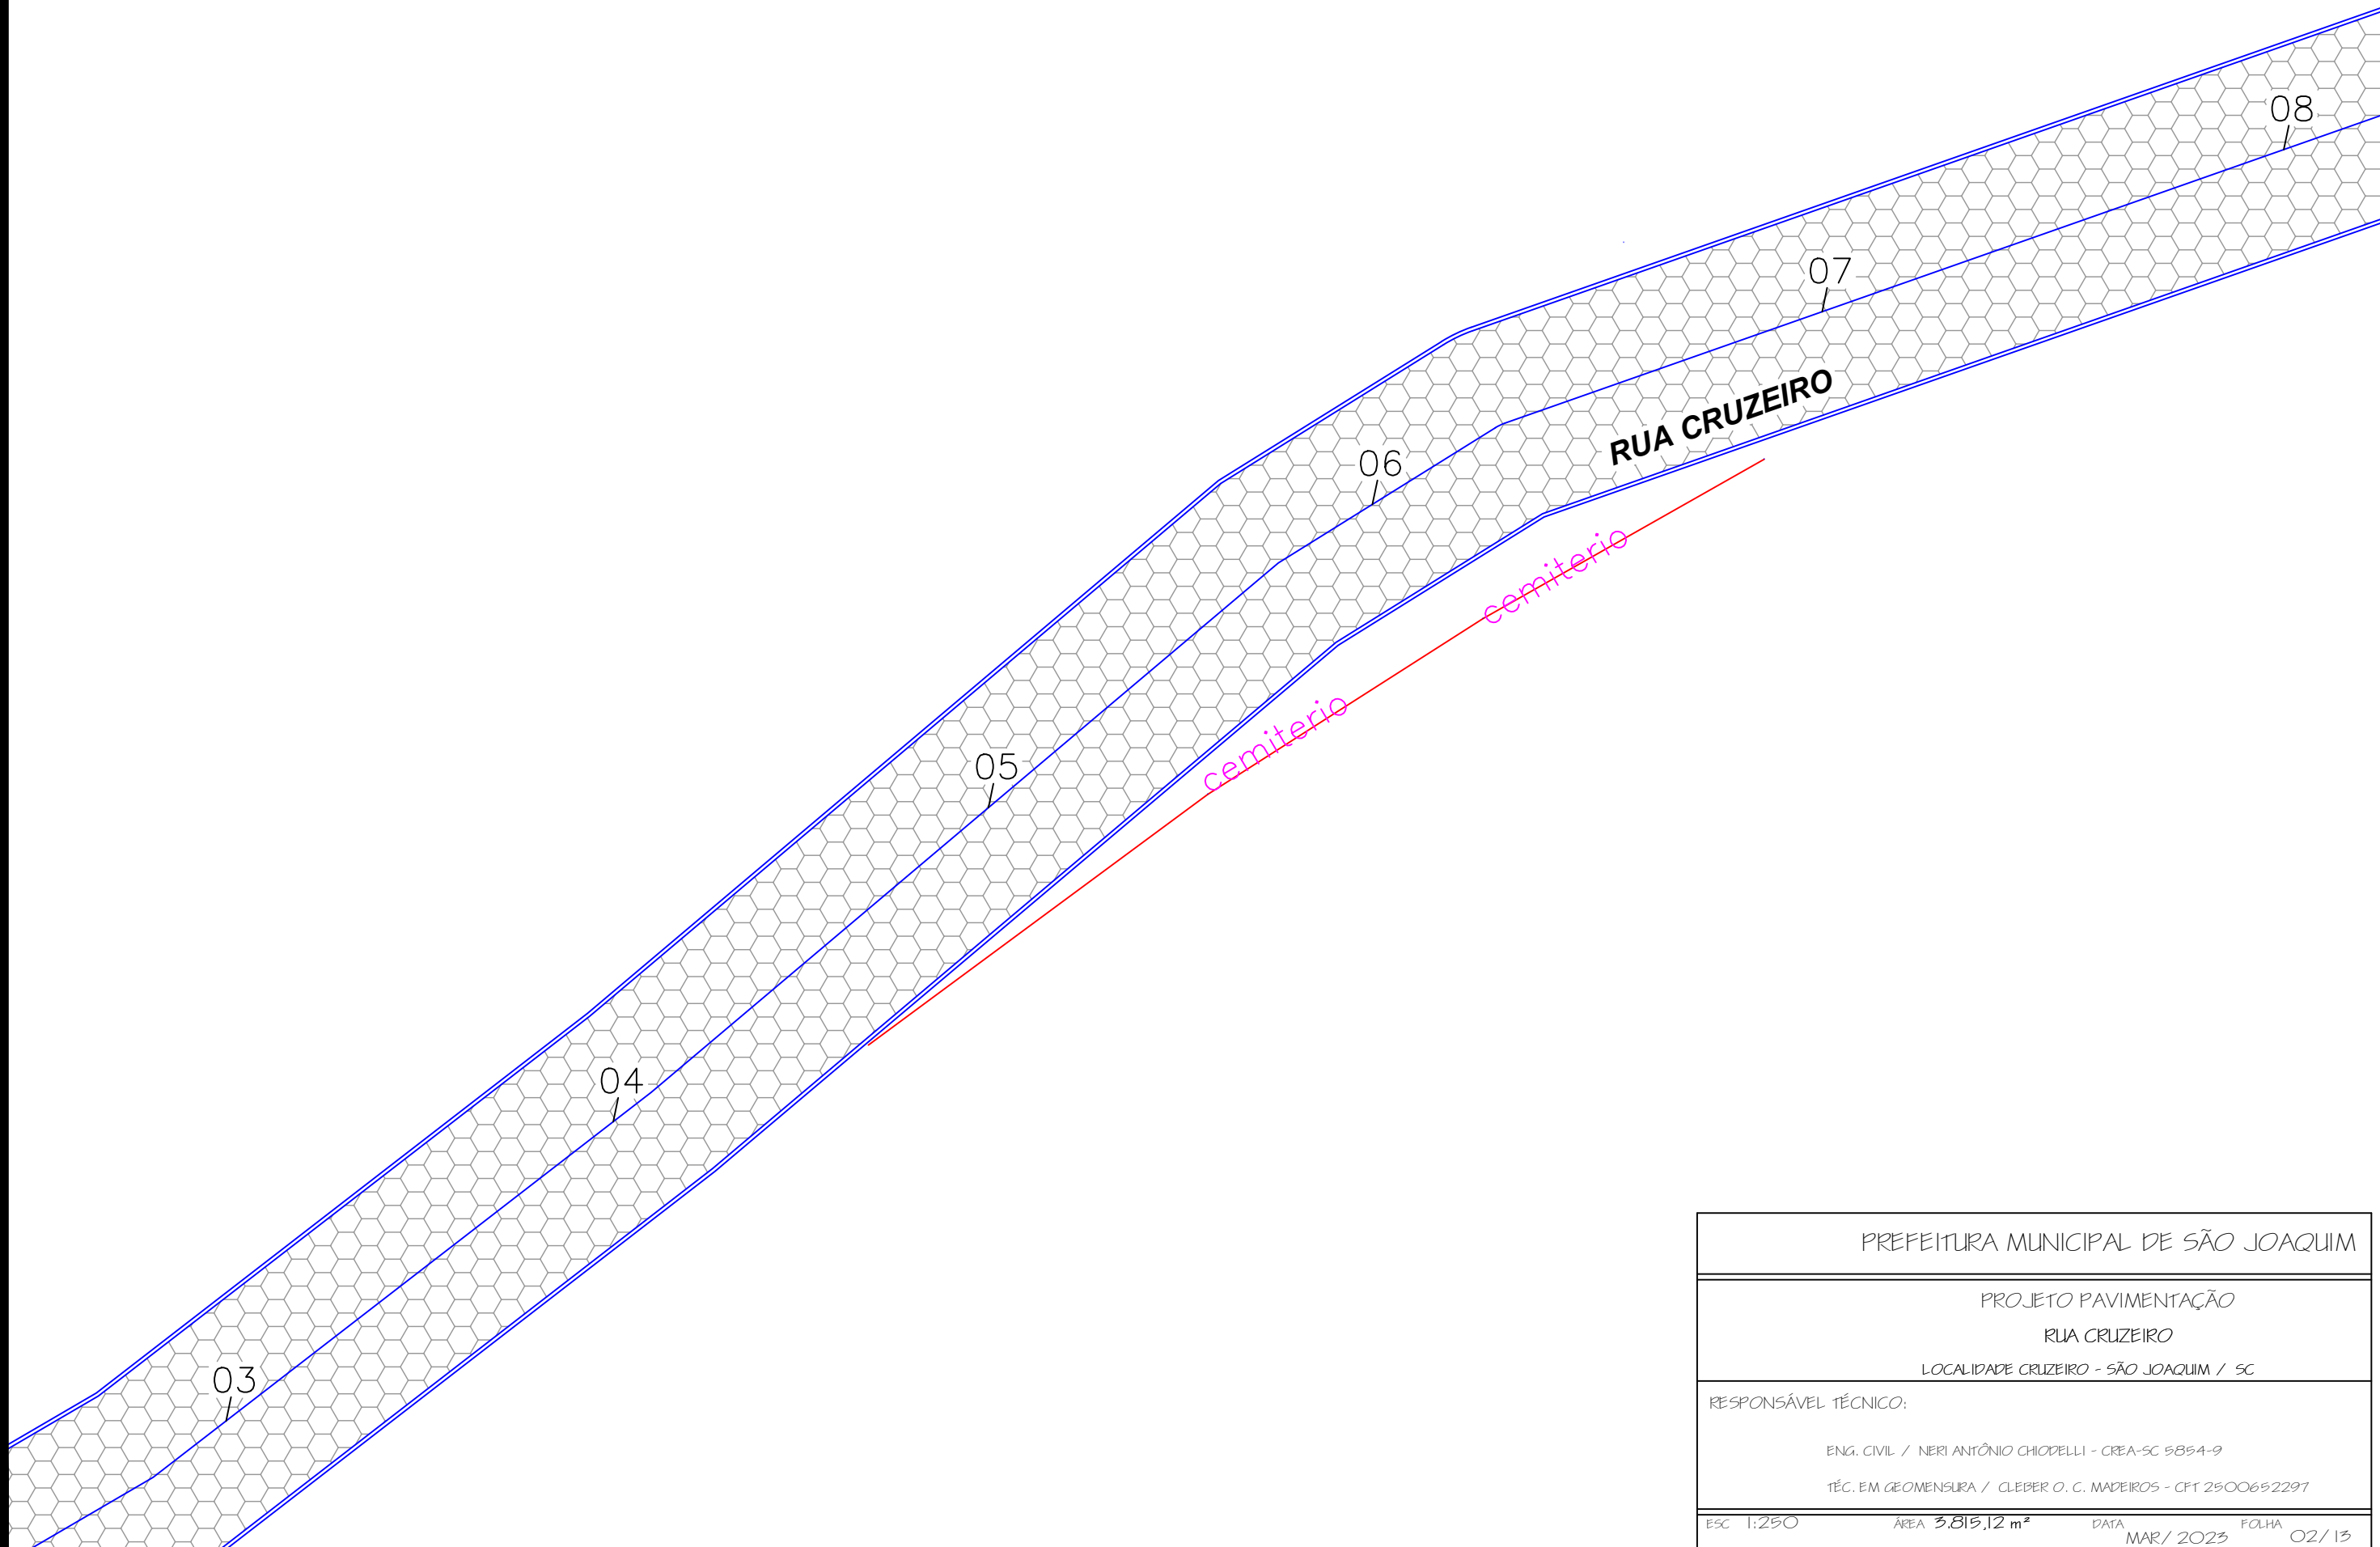 08
07
RUA CRUZEIRO
06
cemiterio
cemiterio
05
04
03
PREFEITURA MUNICIPAL DE SÃO JOAQUIM
PROJETO PAVIMENTAÇÃO
RUA CRUZEIRO
LOCALIDADE CRUZEIRO - SÃO JOAQUIM / SC
RESPONSÁVEL TÉCNICO:
ENG. CIVIL / NERI ANTÔNIO CHIODELLI - CREA-SC 5854-9
TÉC. EM GEOMENSURA / CLEBER O. C. MADEIROS - CFT 2500652297
ESC 1:250 ÁREA 3.815,12 m² DATA MAR/ 2023 FOLHA 02/13